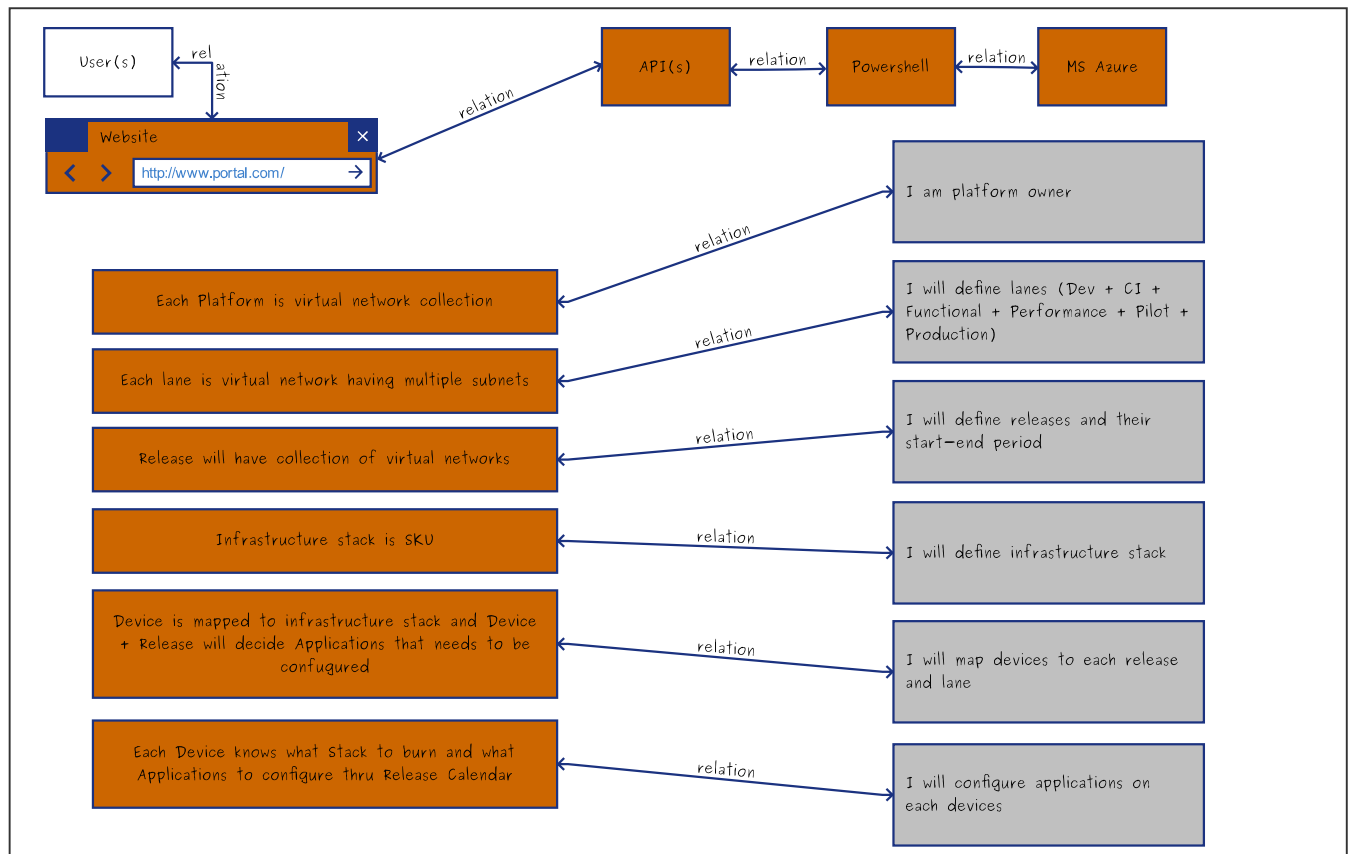 User(s)
relation
Website
http://www.portal.com/
relation
API(s)
relation
Powershell
relation
MS Azure
I am platform owner
relation
Each Platform is virtual network collection
I will define lanes (Dev + CI +
Functional + Performance + Pilot +
Production)
relation
Each lane is virtual network having multiple subnets
I will define releases and their
start-end period
relation
Release will have collection of virtual networks
Infrastructure stack is SKU
relation
I will define infrastructure stack
Device is mapped to infrastructure stack and Device
+ Release will decide Applications that needs to be
confugured
relation
I will map devices to each release
and lane
Each Device knows what Stack to burn and what
Applications to configure thru Release Calendar
relation
I will configure applications on
each devices